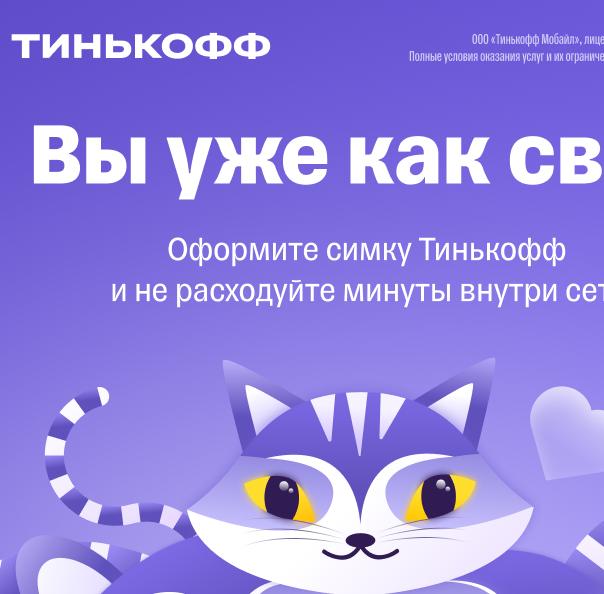 ТИНЬКОФФ
ООО «Тинькофф Мобайл», лице
Полные условия оказания услуг и их ограниче
Вы уже как св
Оформите симку Тинькофф
и не расходуйте минуты внутри сет